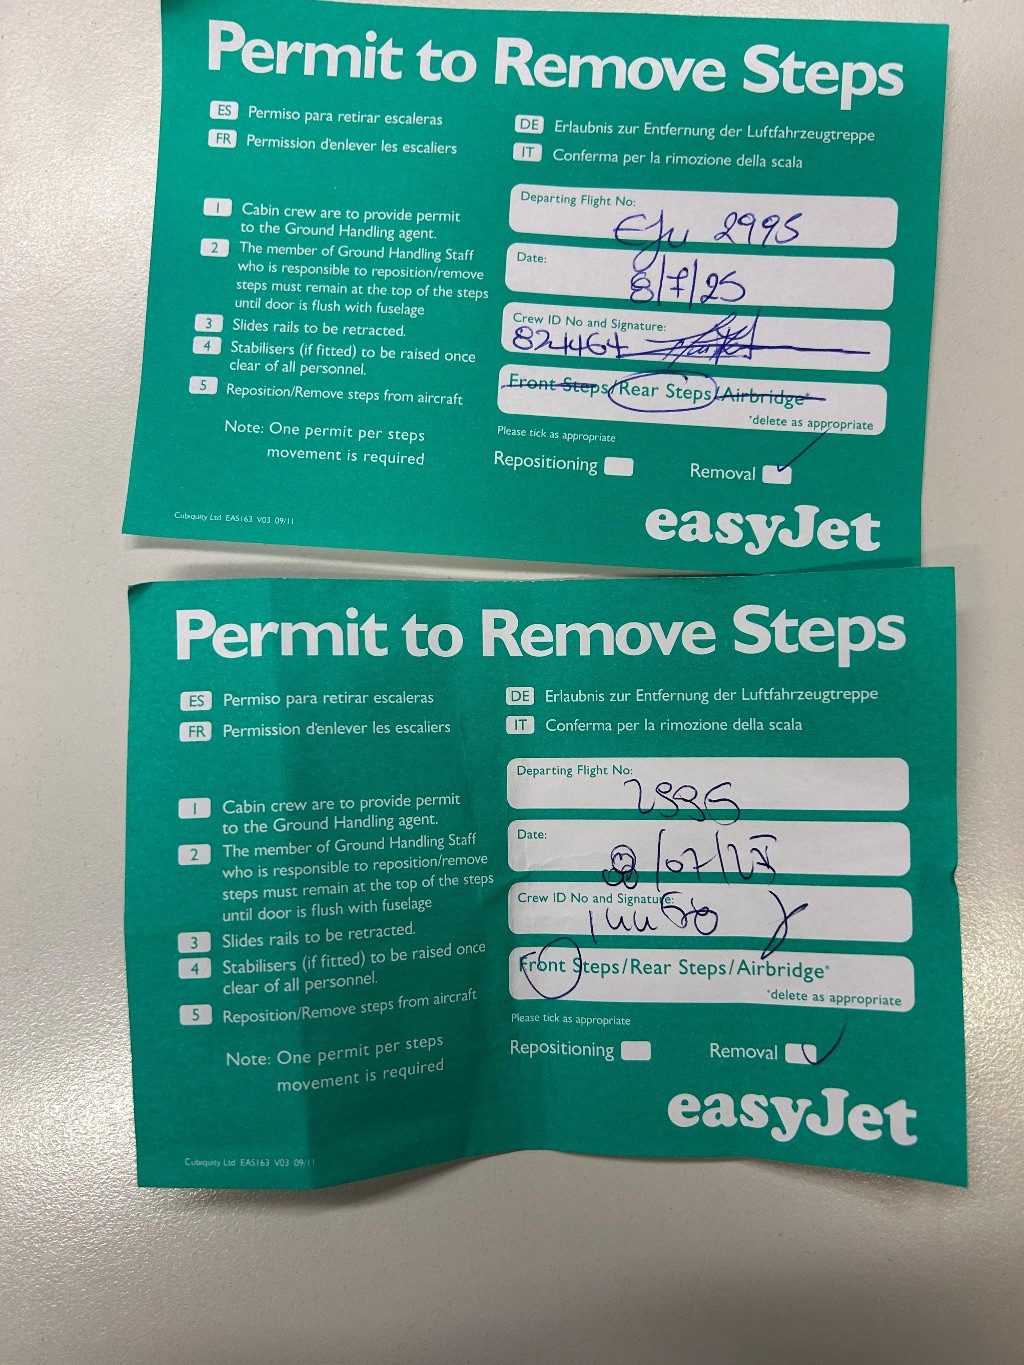 Permit to Remove Steps
ES Permiso para retirar escaleras
FR Permission d'enlever les escaliers
DE Erlaubnis zur Entfernung der Luftfahrzeugtreppe
IT Conferma per la rimozione della scala
1 Cabin crew are to provide permit
to the Ground Handling agent.
2 The member of Ground Handling Staff
who is responsible to reposition/remove
steps must remain at the top of the steps
until door is flush with fuselage
3 Slides rails to be retracted.
4 Stabilisers (if fitted) to be raised once
clear of all personnel.
5 Reposition/Remove steps from aircraft
Note: One permit per steps
movement is required
Cubiquity Ltd EAS163 V03 09/11
Departing Flight No:
EJU 2995
Date:
8/7/25
Crew ID No and Signature:
824464
Front Steps/Rear Steps/Airbridge*
*delete as appropriate
Please tick as appropriate
Repositioning
Removal
easyJet
Permit to Remove Steps
ES Permiso para retirar escaleras
FR Permission d'enlever les escaliers
DE Erlaubnis zur Entfernung der Luftfahrzeugtreppe
IT Conferma per la rimozione della scala
1 Cabin crew are to provide permit
to the Ground Handling agent.
2 The member of Ground Handling Staff
who is responsible to reposition/remove
steps must remain at the top of the steps
until door is flush with fuselage
3 Slides rails to be retracted.
4 Stabilisers (if fitted) to be raised once
clear of all personnel.
5 Reposition/Remove steps from aircraft
Note: One permit per steps
movement is required
Cubiquity Ltd EAS163 V03 09/11
Departing Flight No:
Date:
/07/25
Crew ID No and Signature:
Front Steps/Rear Steps/Airbridge*
*delete as appropriate
Please tick as appropriate
Repositioning
Removal
easyJet